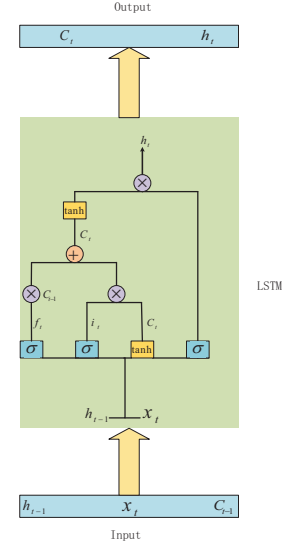 Output
C_t h_t
h_t
×
tanh
C_t
+
× C_{t-1} ×
f_t i_t C_t
σ σ tanh σ
LSTM
h_{t-1} x_t
h_{t-1} x_t C_{t-1}
Input